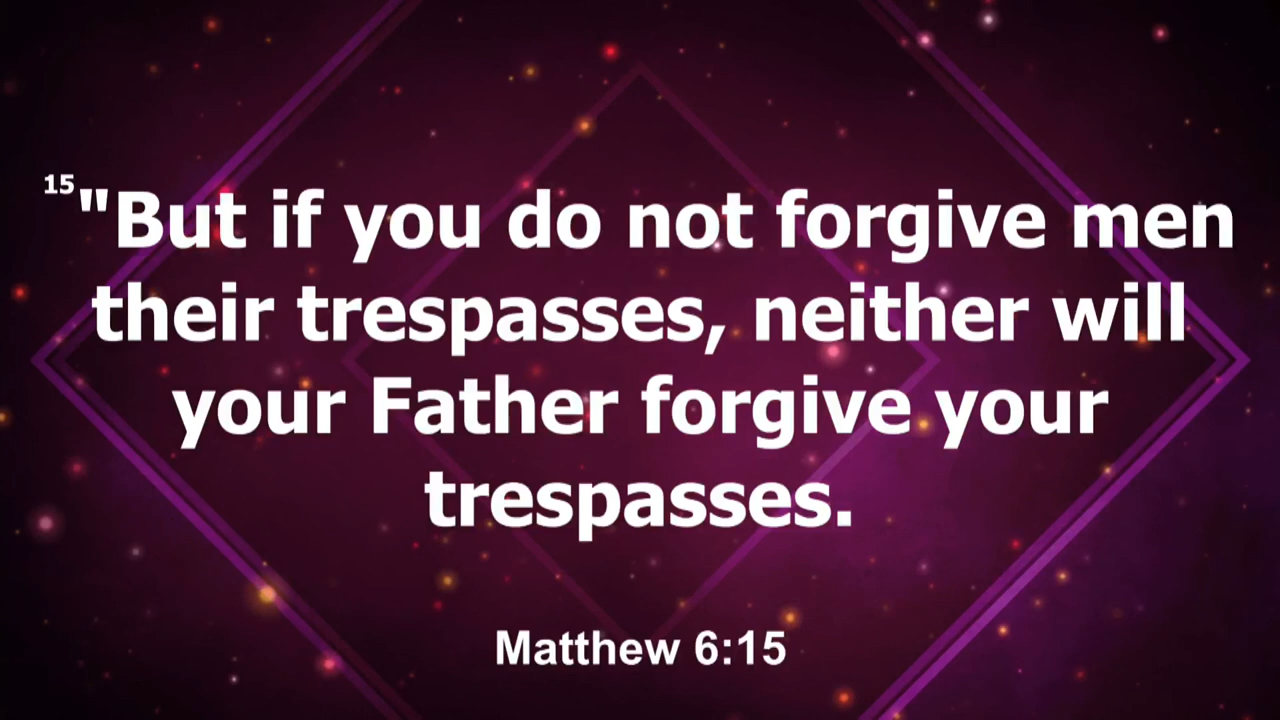 15"But if you do not forgive men
their trespasses, neither will
your Father forgive your
trespasses.
Matthew 6:15